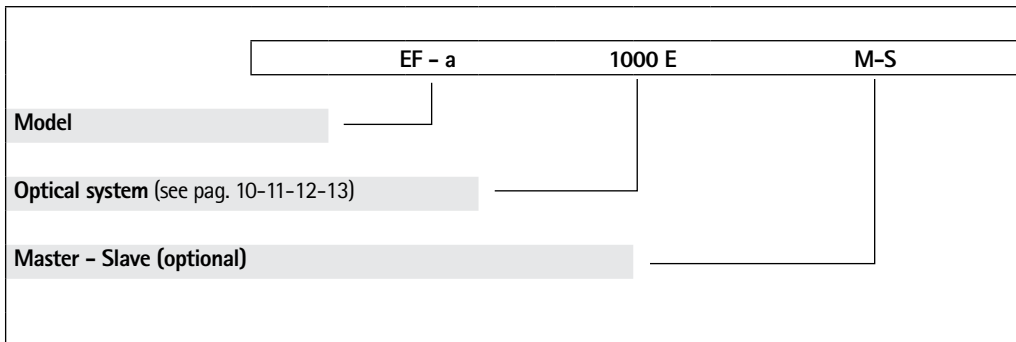 EF – a 1000 E M-S
Model
Optical system (see pag. 10-11-12-13)
Master – Slave (optional)